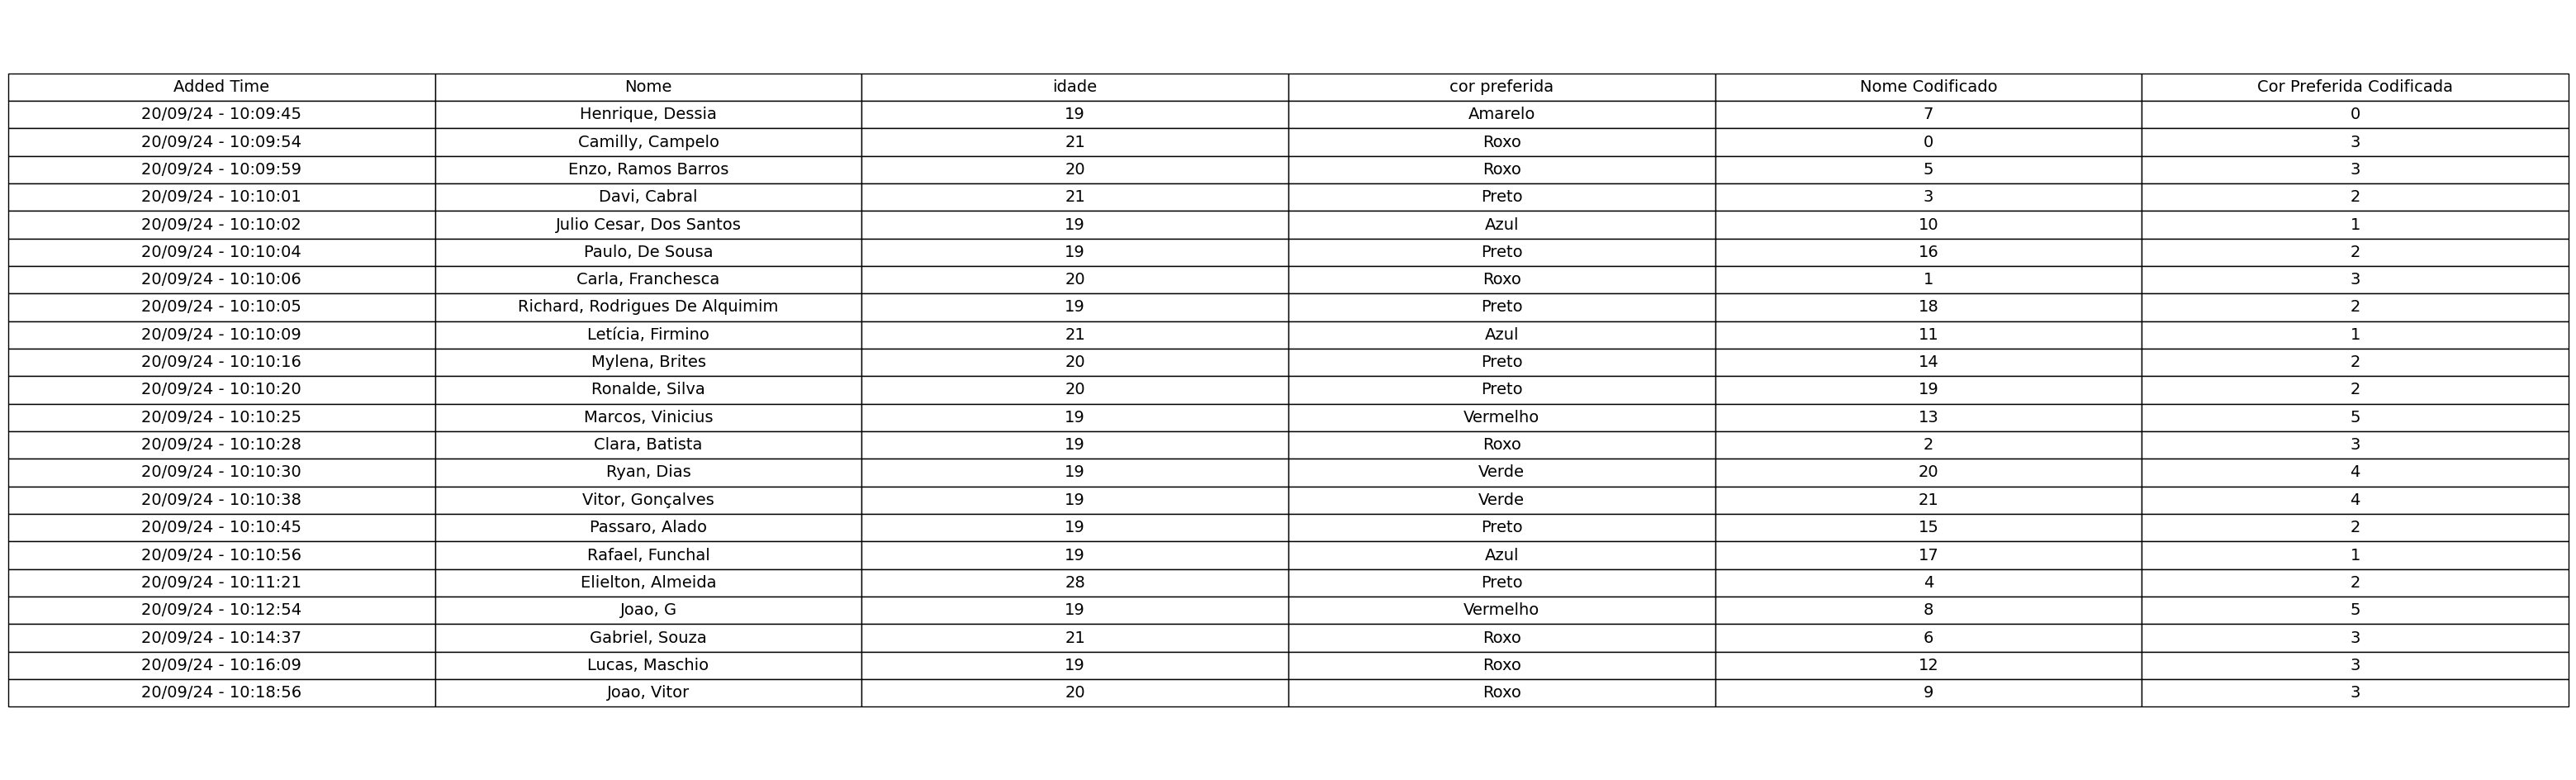 Added Time Nome idade cor preferida Nome Codificado Cor Preferida Codificada
20/09/24 - 10:09:45 Henrique, Dessia 19 Amarelo 7 0
20/09/24 - 10:09:54 Camilly, Campelo 21 Roxo 0 3
20/09/24 - 10:09:59 Enzo, Ramos Barros 20 Roxo 5 3
20/09/24 - 10:10:01 Davi, Cabral 21 Preto 3 2
20/09/24 - 10:10:02 Julio Cesar, Dos Santos 19 Azul 10 1
20/09/24 - 10:10:04 Paulo, De Sousa 19 Preto 16 2
20/09/24 - 10:10:06 Carla, Franchesca 20 Roxo 1 3
20/09/24 - 10:10:05 Richard, Rodrigues De Alquimim 19 Preto 18 2
20/09/24 - 10:10:09 Letícia, Firmino 21 Azul 11 1
20/09/24 - 10:10:16 Mylena, Brites 20 Preto 14 2
20/09/24 - 10:10:20 Ronalde, Silva 20 Preto 19 2
20/09/24 - 10:10:25 Marcos, Vinicius 19 Vermelho 13 5
20/09/24 - 10:10:28 Clara, Batista 19 Roxo 2 3
20/09/24 - 10:10:30 Ryan, Dias 19 Verde 20 4
20/09/24 - 10:10:38 Vitor, Gonçalves 19 Verde 21 4
20/09/24 - 10:10:45 Passaro, Alado 19 Preto 15 2
20/09/24 - 10:10:56 Rafael, Funchal 19 Azul 17 1
20/09/24 - 10:11:21 Elielton, Almeida 28 Preto 4 2
20/09/24 - 10:12:54 Joao, G 19 Vermelho 8 5
20/09/24 - 10:14:37 Gabriel, Souza 21 Roxo 6 3
20/09/24 - 10:16:09 Lucas, Maschio 19 Roxo 12 3
20/09/24 - 10:18:56 Joao, Vitor 20 Roxo 9 3